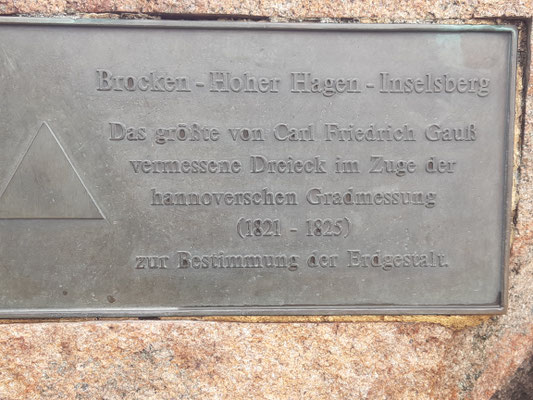 Brocken - Hoher Hagen - Inselsberg
Das größte von Carl Friedrich Gauß
vermessene Dreieck im Zuge der
hannoverschen Gradmessung
(1821 - 1825)
zur Bestimmung der Erdgestalt.